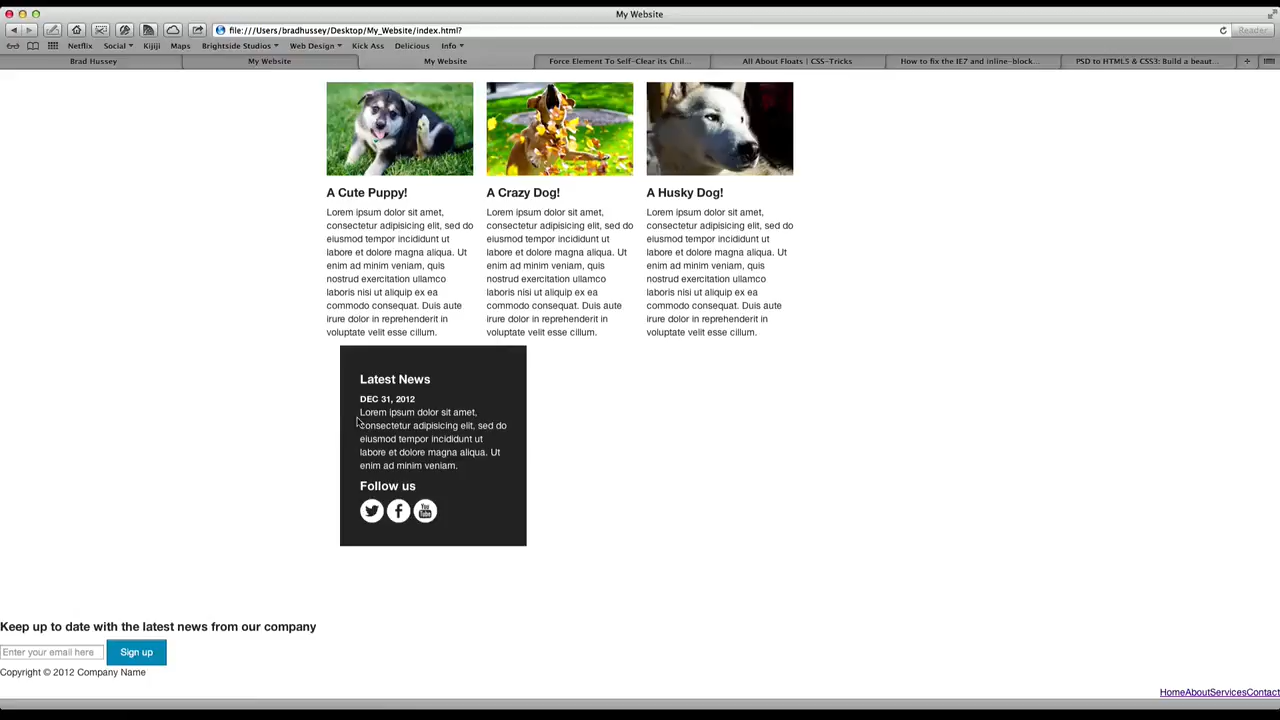 My Website
file:///Users/bradhussey/Desktop/My_Website/index.html?
Reader
Netflix Social Kijiji Maps Brightside Studios Web Design Kick Ass Delicious Info
Brad Hussey My Website My Website Force Element To Self-Clear its Chil... All About Floats | CSS-Tricks How to fix the IE7 and inline-block... PSD to HTML5 & CSS3: Build a beaut...
A Cute Puppy!
Lorem ipsum dolor sit amet,
consectetur adipisicing elit, sed do
eiusmod tempor incididunt ut
labore et dolore magna aliqua. Ut
enim ad minim veniam, quis
nostrud exercitation ullamco
laboris nisi ut aliquip ex ea
commodo consequat. Duis aute
irure dolor in reprehenderit in
voluptate velit esse cillum.
A Crazy Dog!
Lorem ipsum dolor sit amet,
consectetur adipisicing elit, sed do
eiusmod tempor incididunt ut
labore et dolore magna aliqua. Ut
enim ad minim veniam, quis
nostrud exercitation ullamco
laboris nisi ut aliquip ex ea
commodo consequat. Duis aute
irure dolor in reprehenderit in
voluptate velit esse cillum.
A Husky Dog!
Lorem ipsum dolor sit amet,
consectetur adipisicing elit, sed do
eiusmod tempor incididunt ut
labore et dolore magna aliqua. Ut
enim ad minim veniam, quis
nostrud exercitation ullamco
laboris nisi ut aliquip ex ea
commodo consequat. Duis aute
irure dolor in reprehenderit in
voluptate velit esse cillum.
Latest News
DEC 31, 2012
Lorem ipsum dolor sit amet,
consectetur adipisicing elit, sed do
eiusmod tempor incididunt ut
labore et dolore magna aliqua. Ut
enim ad minim veniam.
Follow us
You
Tube
Keep up to date with the latest news from our company
Enter your email here Sign up
Copyright © 2012 Company Name
HomeAboutServicesContact